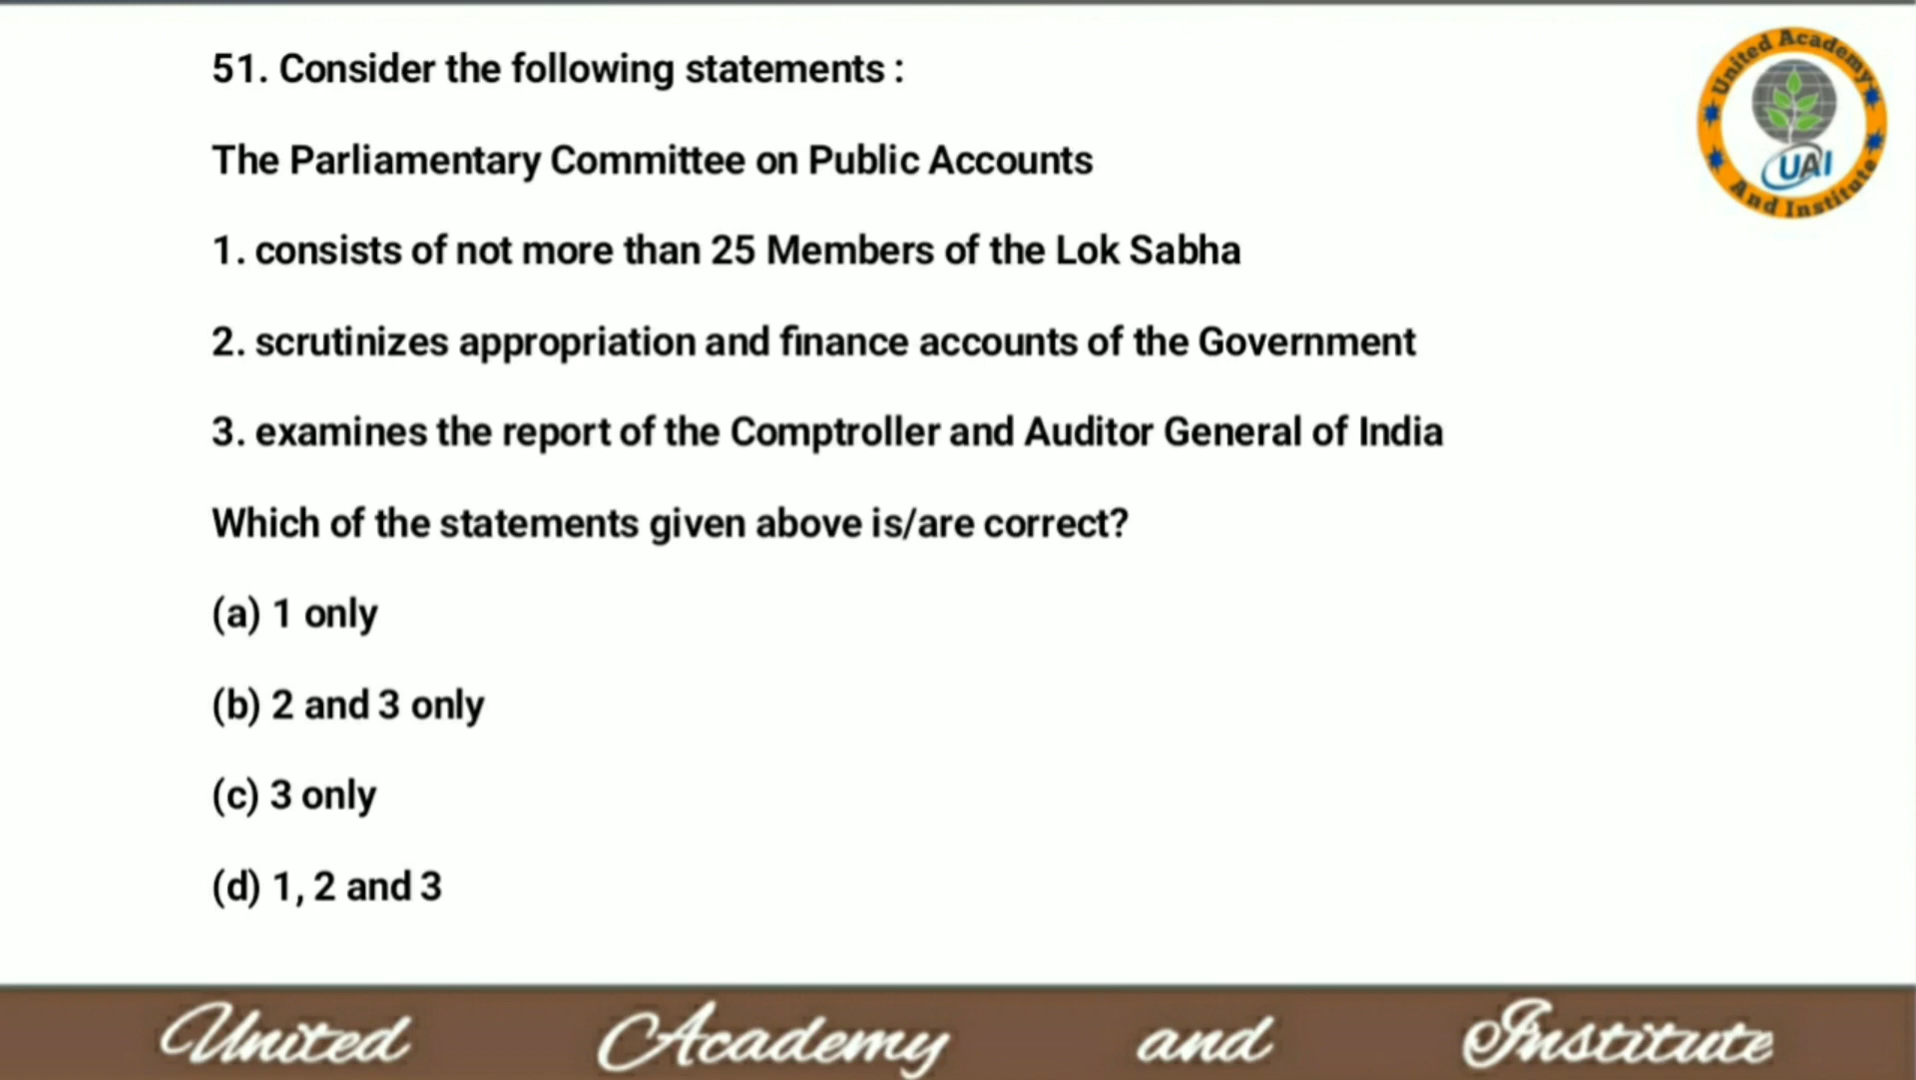 51. Consider the following statements :
The Parliamentary Committee on Public Accounts
1. consists of not more than 25 Members of the Lok Sabha
2. scrutinizes appropriation and finance accounts of the Government
3. examines the report of the Comptroller and Auditor General of India
Which of the statements given above is/are correct?
(a) 1 only
(b) 2 and 3 only
(c) 3 only
(d) 1, 2 and 3
United Academy
UAI
And Institute
United Academy and Institute